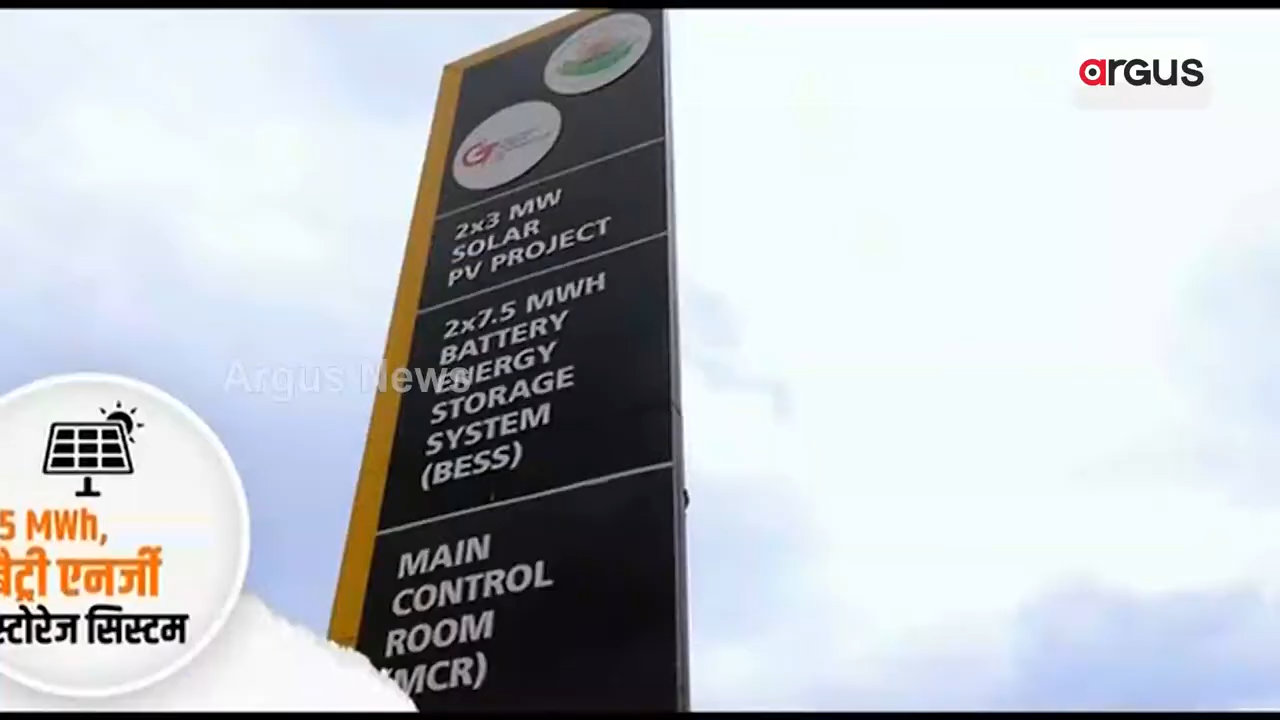 argus
2x3 MW
SOLAR
PV PROJECT
2x7.5 MWH
BATTERY
ENERGY
STORAGE
SYSTEM
(BESS)
Argus News
MAIN
CONTROL
ROOM
(MCR)
5 MWh,
बैट्री एनर्जी
स्टोरेज सिस्टम